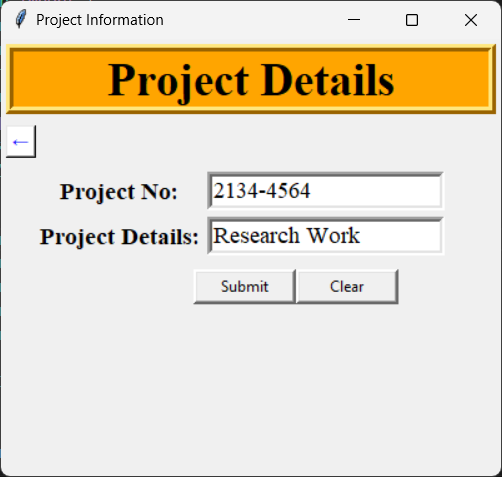 Project Information
Project Details
←
Project No: 2134-4564
Project Details: Research Work
Submit Clear